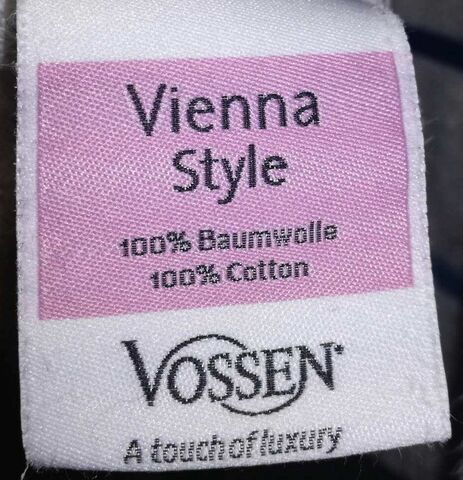 Vienna
Style
100% Baumwolle
100% Cotton
VOSSEN®
A touch of luxury